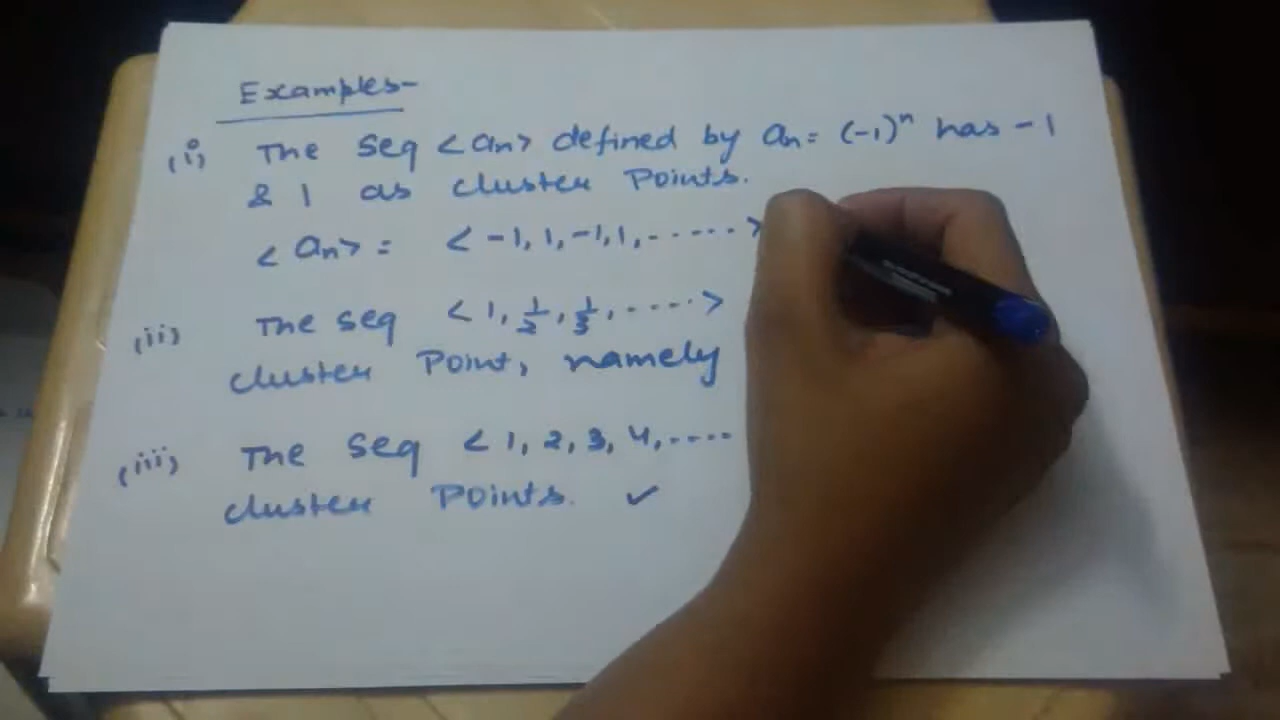 Examples-
(i) The Seq <an> defined by an = (-1)ⁿ has -1
& 1 as cluster Points.
<an> = < -1, 1, -1, 1, ------>
(ii) The seq < 1, 1/2, 1/3, ----->
cluster Point, namely
(iii) The Seq < 1, 2, 3, 4, ----
cluster Points. ✓